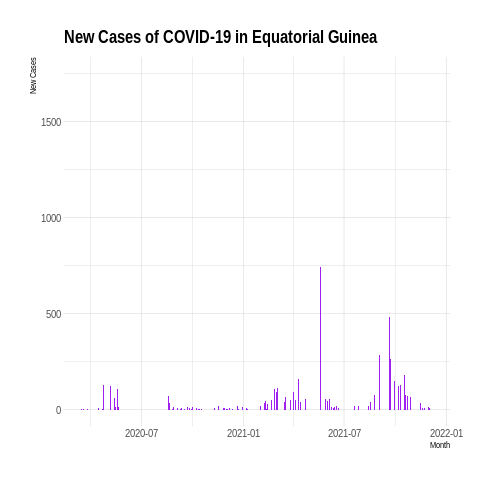 New Cases of COVID-19 in Equatorial Guinea
New Cases
1500
1000
500
0
2020-07 2021-01 2021-07 2022-01
Month